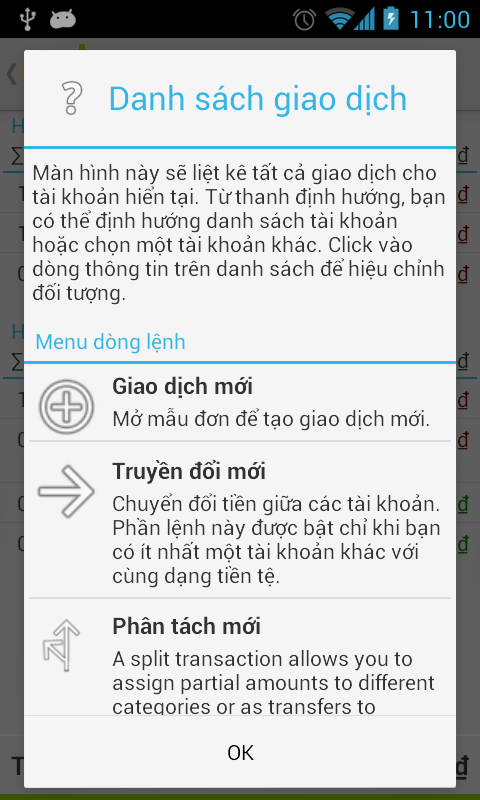 11:00
Danh sách giao dịch
Màn hình này sẽ liệt kê tất cả giao dịch cho
tài khoản hiển tại. Từ thanh định hướng, bạn
có thể định hướng danh sách tài khoản
hoặc chọn một tài khoản khác. Click vào
dòng thông tin trên danh sách để hiệu chỉnh
đối tượng.
Menu dòng lệnh
Giao dịch mới
Mở mẫu đơn để tạo giao dịch mới.
Truyền đổi mới
Chuyển đổi tiền giữa các tài khoản.
Phần lệnh này được bật chỉ khi bạn
có ít nhất một tài khoản khác với
cùng dạng tiền tệ.
Phân tách mới
A split transaction allows you to
assign partial amounts to different
categories or as transfers to
OK